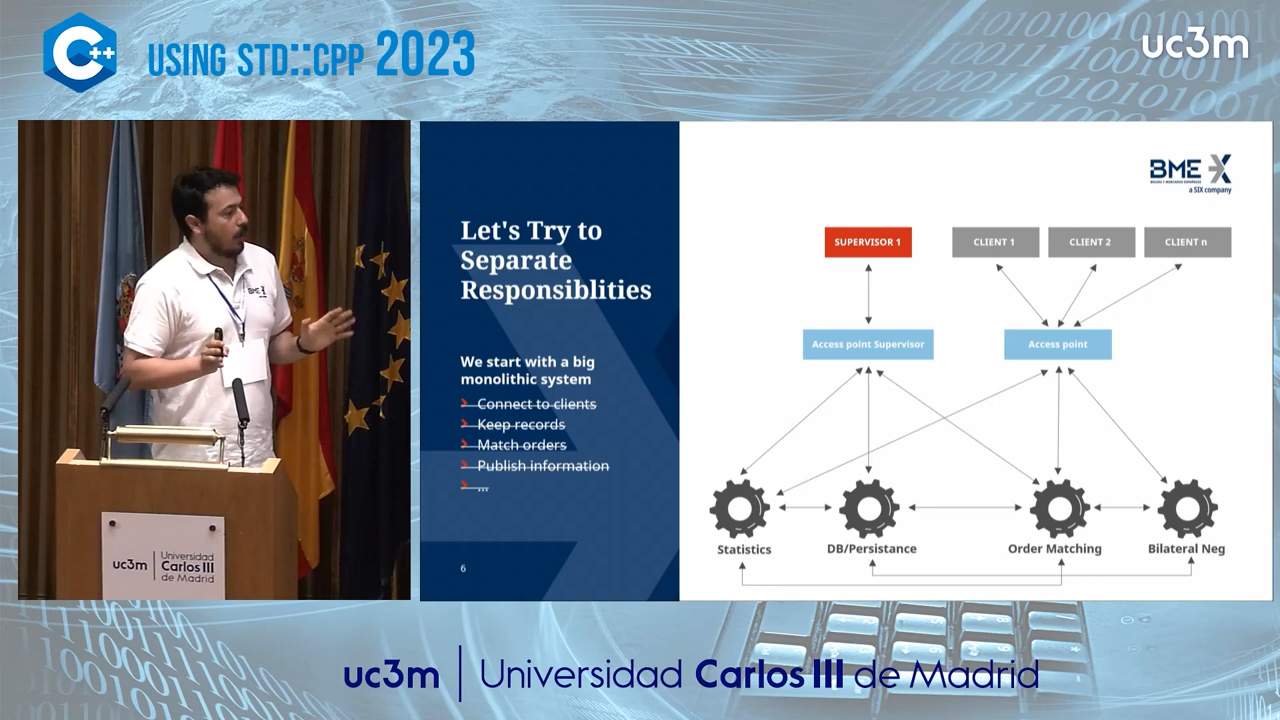 C++
USING STD::CPP 2023
uc3m
BME
BME
a SIX company
Let's Try to
Separate
Responsiblities
We start with a big
monolithic system
Connect to clients
Keep records
Match orders
Publish information
...
6
SUPERVISOR 1
CLIENT 1
CLIENT 2
CLIENT n
Access point Supervisor
Access point
Statistics
DB/Persistance
Order Matching
Bilateral Neg
uc3m
Universidad
Carlos III
de Madrid
uc3m | Universidad Carlos III de Madrid